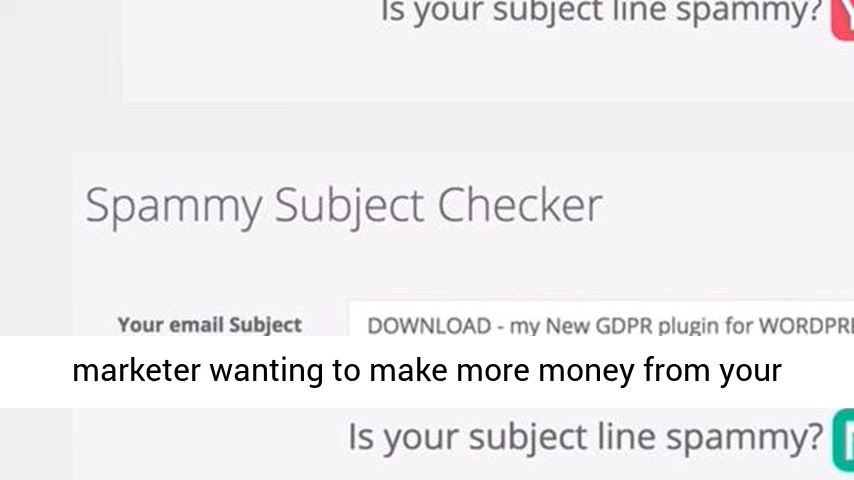 Is your subject line spammy?
Spammy Subject Checker
Your email Subject
DOWNLOAD - my New GDPR plugin for WORDPRE
marketer wanting to make more money from your
Is your subject line spammy?